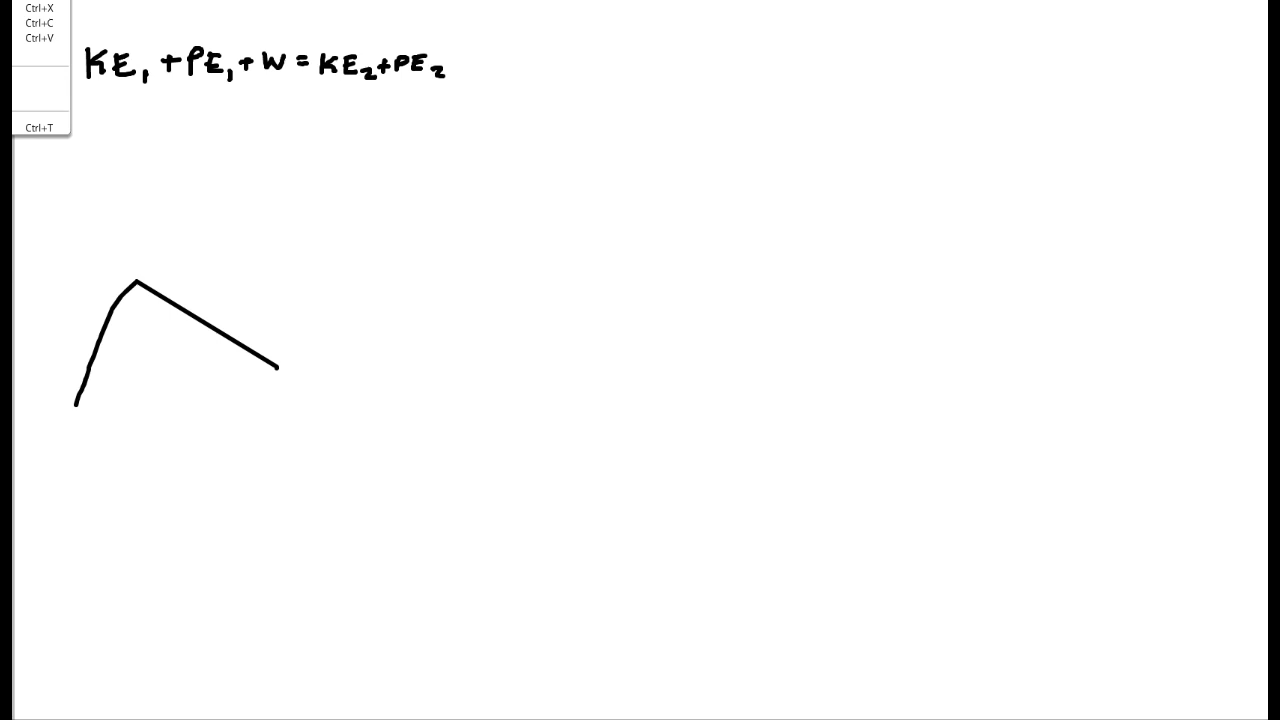 Ctrl+X
Ctrl+C
Ctrl+V
KE₁ + PE₁ + W = KE₂ + PE₂
Ctrl+T